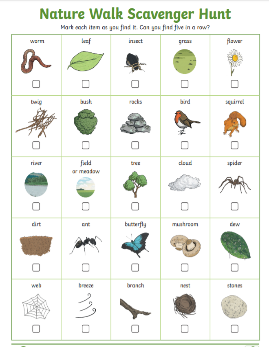 Nature Walk Scavenger Hunt
Mark each item as you find it. Can you find five in a row?
worm leaf insect grass flower
twig bush rocks bird squirrel
river field or meadow tree cloud spider
dirt ant butterfly mushroom dew
web breeze branch nest stones